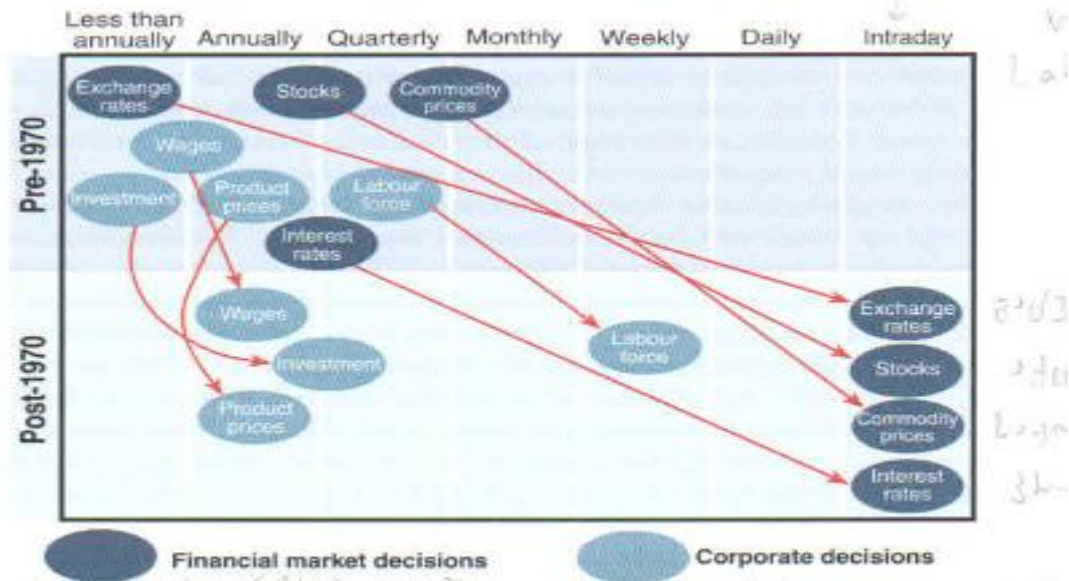 Less than
annually Annually Quarterly Monthly Weekly Daily Intraday
Pre-1970
Exchange
rates
Stocks
Commodity
prices
Wages
Investment
Product
prices
Labour
force
Interest
rates
Post-1970
Wages
Investment
Product
prices
Labour
force
Exchange
rates
Stocks
Commodity
prices
Interest
rates
Financial market decisions
Corporate decisions